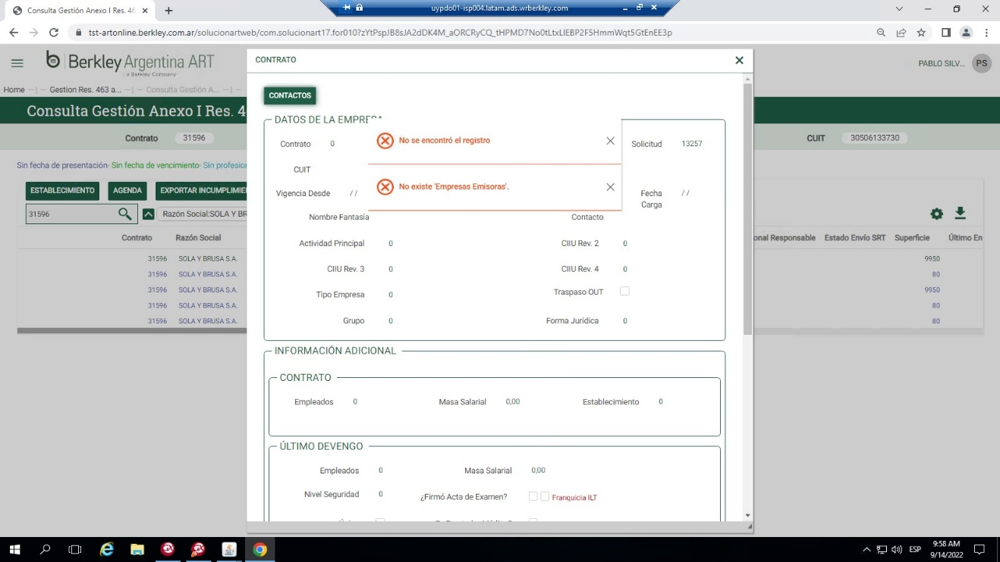 Consulta Gestión Anexo I Res. 46
uypdo01-isp004.latam.ads.wrberkley.com
tst-artonline.berkley.com.ar/solucionartweb/com.solucionart17.for010?zYtPspJB8sJA2dDK4M_aORCRyCQ_tHPMD7No0tLtxLlEBP2F5HmmWqt5GtEnEE3p
b Berkley Argentina ART
a Berkley Company
PABLO SILV... PS
Home —|— Gestion Res. 463 a... —|— Consulta Gestión A... —|—
Consulta Gestión Anexo I Res. 4
Contrato 31596
CUIT 30506133730
Sin fecha de presentación- Sin fecha de vencimiento- Sin profesion
ESTABLECIMIENTO AGENDA EXPORTAR INCUMPLIMIE
31596 Razón Social:SOLA Y BR
Contrato Razón Social
onal Responsable Estado Envío SRT Superficie Último En
31596 SOLA Y BRUSA S.A. 9950
31596 SOLA Y BRUSA S.A. 80
31596 SOLA Y BRUSA S.A. 9950
31596 SOLA Y BRUSA S.A. 80
31596 SOLA Y BRUSA S.A. 80
CONTRATO
CONTACTOS
DATOS DE LA EMPRESA
No se encontró el registro
No existe 'Empresas Emisoras'.
Contrato 0
Solicitud 13257
CUIT
Vigencia Desde / /
Fecha Carga / /
Nombre Fantasía
Contacto
Actividad Principal 0 CIIU Rev. 2 0
CIIU Rev. 3 0 CIIU Rev. 4 0
Tipo Empresa 0 Traspaso OUT
Grupo 0 Forma Jurídica 0
INFORMACIÓN ADICIONAL
CONTRATO
Empleados 0 Masa Salarial 0,00 Establecimiento 0
ÚLTIMO DEVENGO
Empleados 0 Masa Salarial 0,00
Nivel Seguridad 0 ¿Firmó Acta de Examen? Franquicia ILT
ESP
9:58 AM
9/14/2022